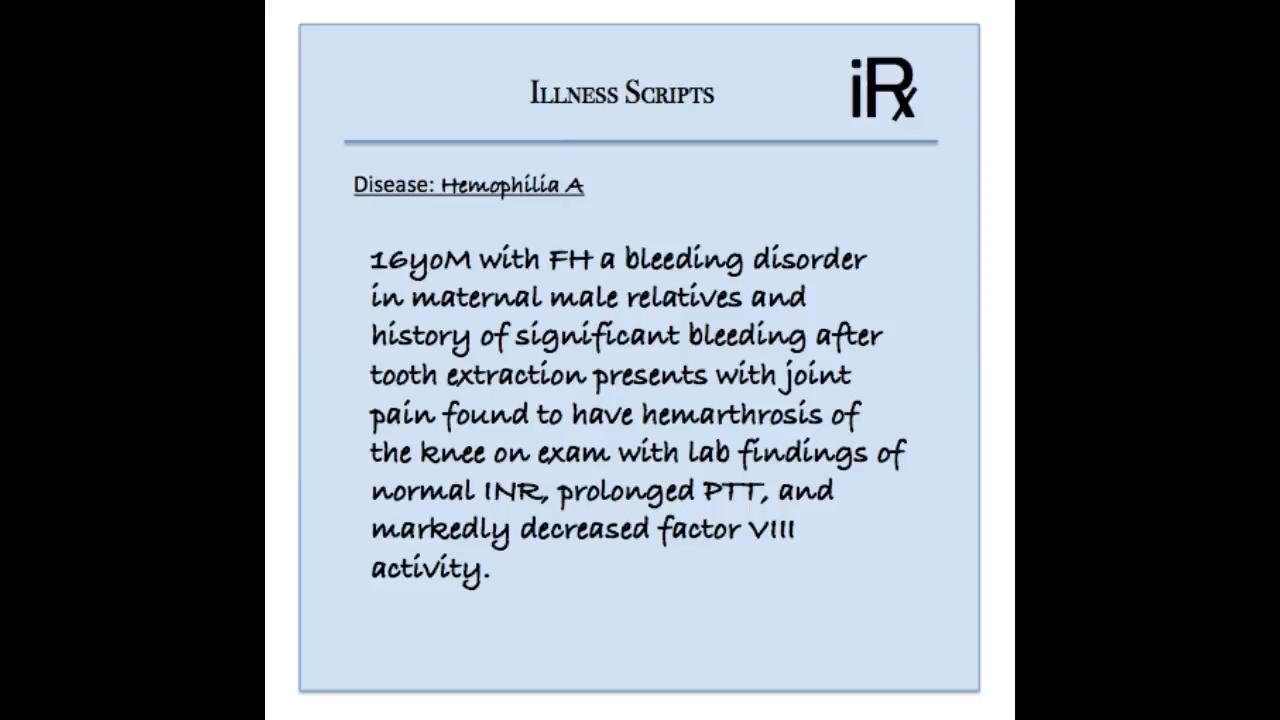 Illness Scripts
iRx
Disease: Hemophilia A
16yoM with FH a bleeding disorder
in maternal male relatives and
history of significant bleeding after
tooth extraction presents with joint
pain found to have hemarthrosis of
the knee on exam with lab findings of
normal INR, prolonged PTT, and
markedly decreased factor VIII
activity.